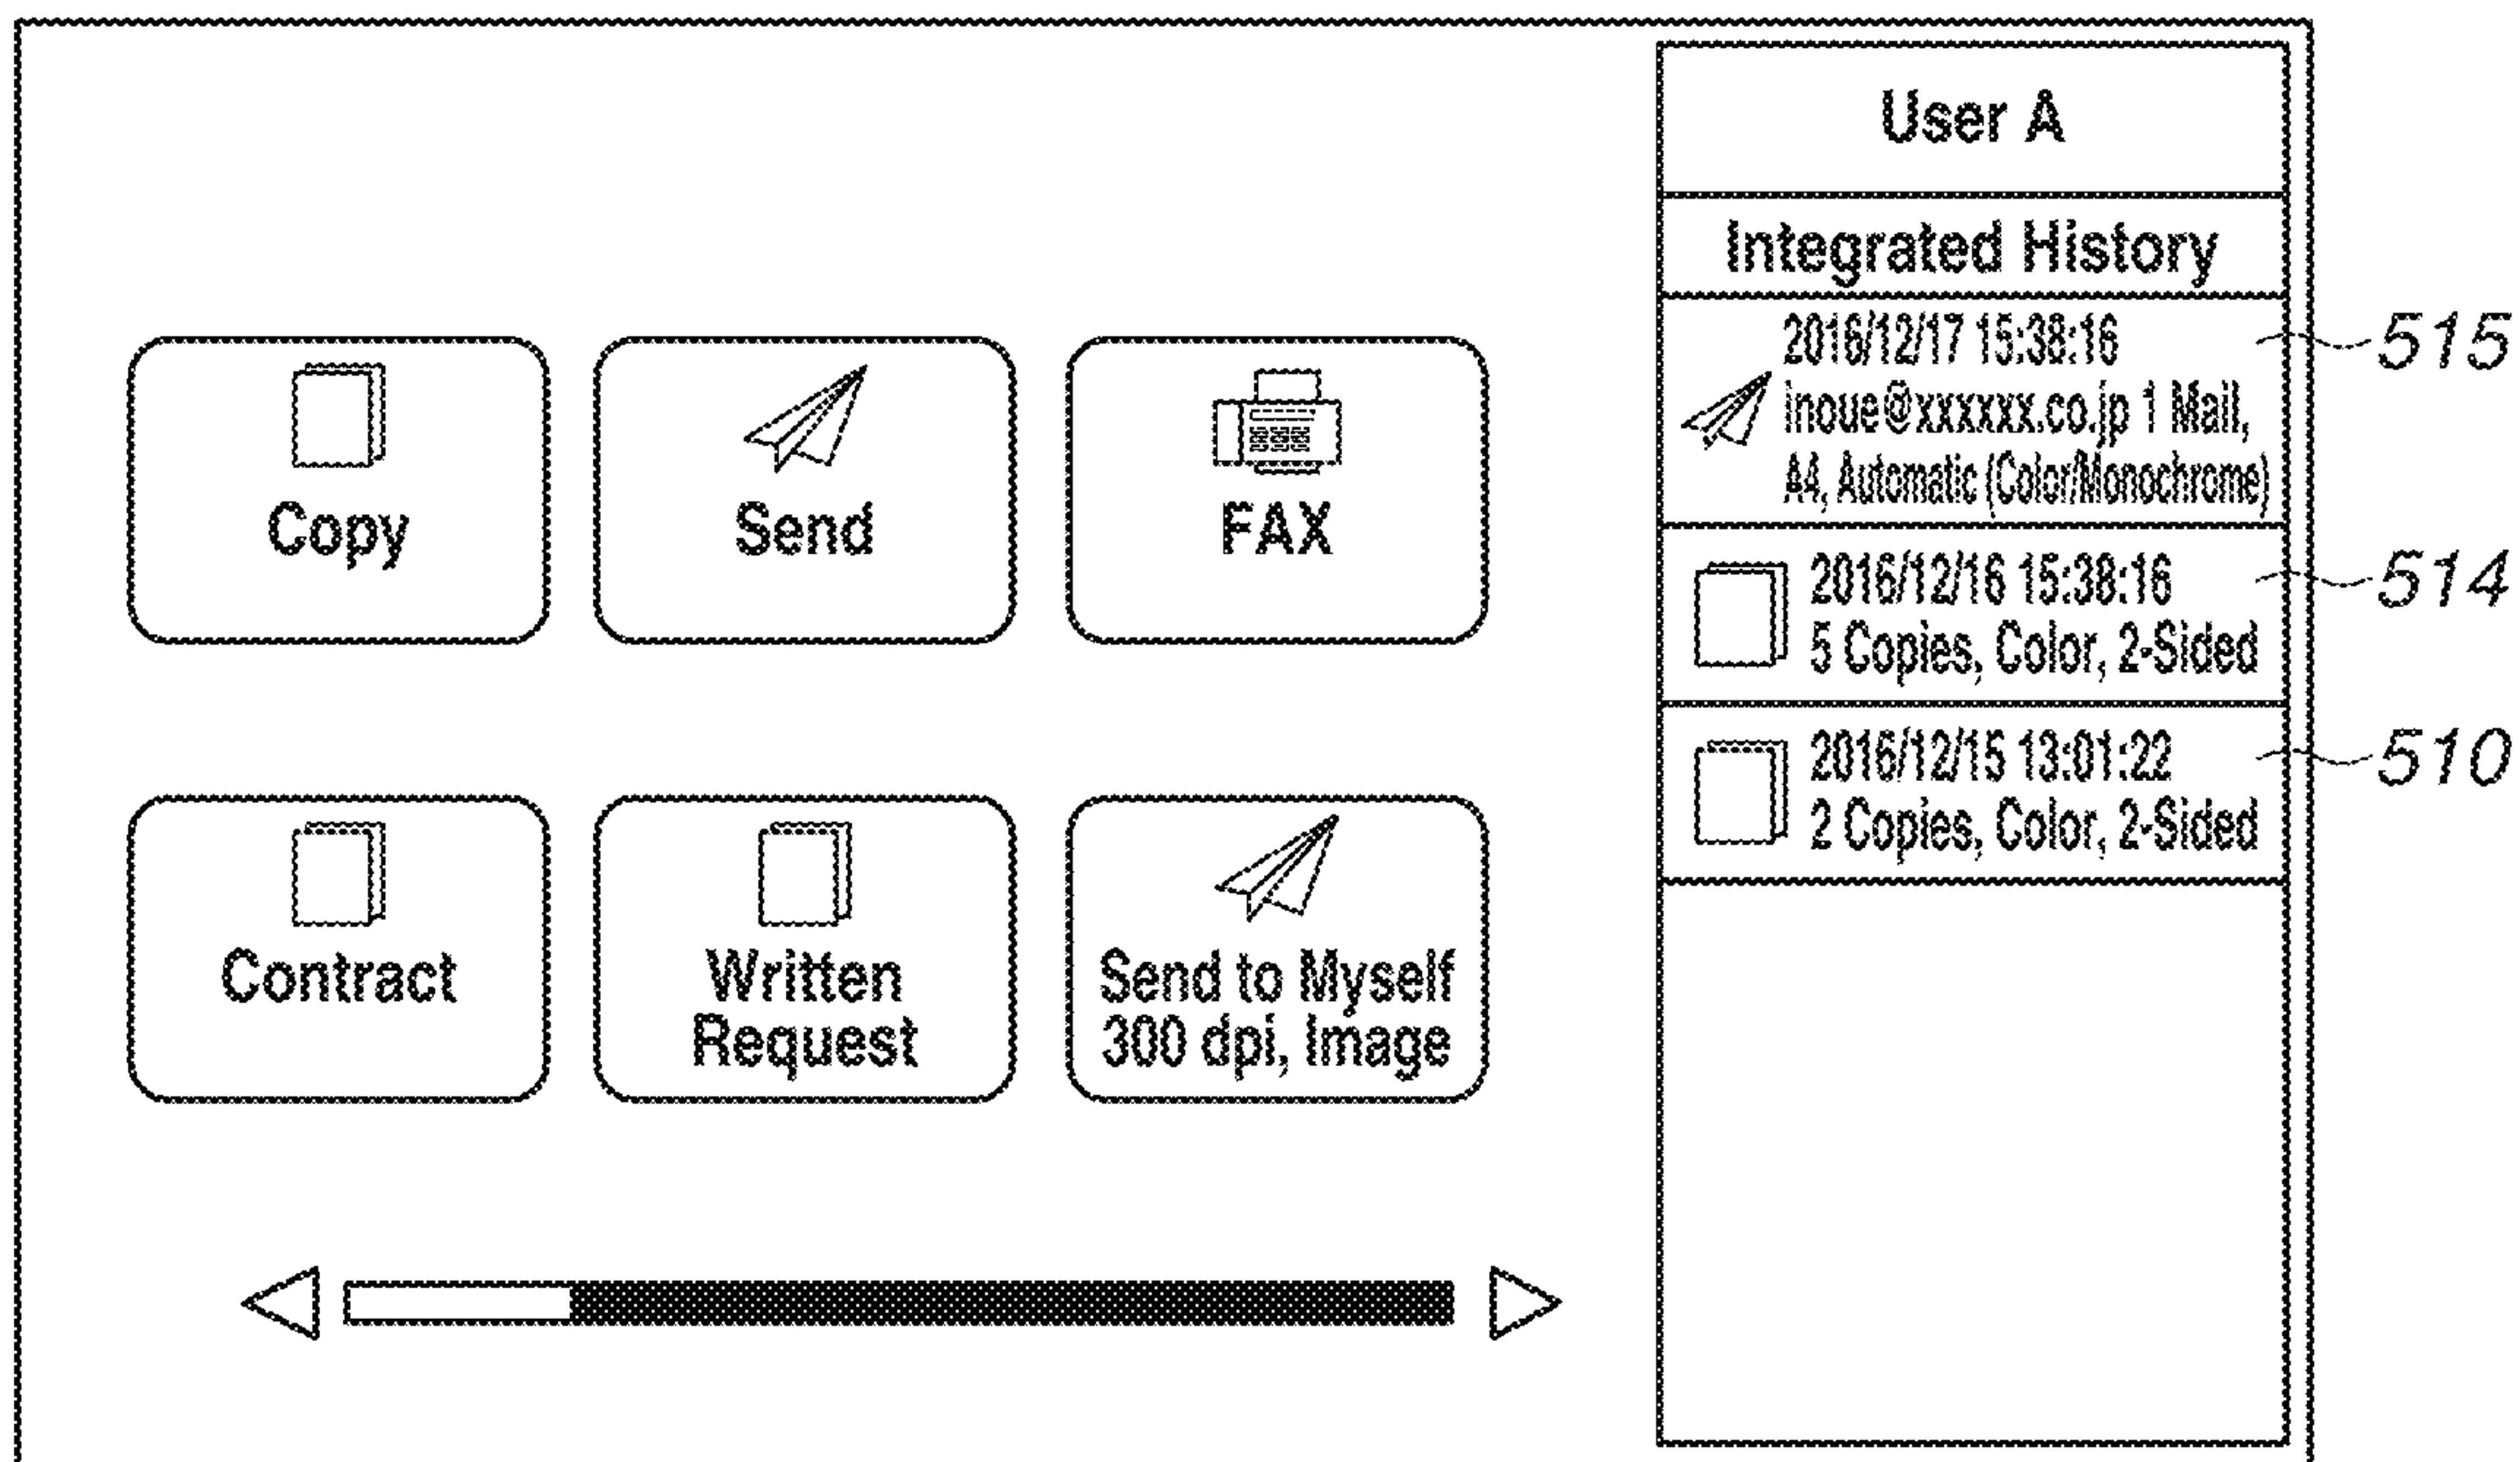 User A
Integrated History
2016/12/17 15:38:16
515
inoue@xxxxxx.co.jp 1 Mail,
A4, Automatic (Color/Monochrome)
2016/12/16 15:38:16
514
5 Copies, Color, 2-Sided
2016/12/15 13:01:22
510
2 Copies, Color, 2-Sided
Copy
Send
FAX
Contract
Written
Request
Send to Myself
300 dpi, Image